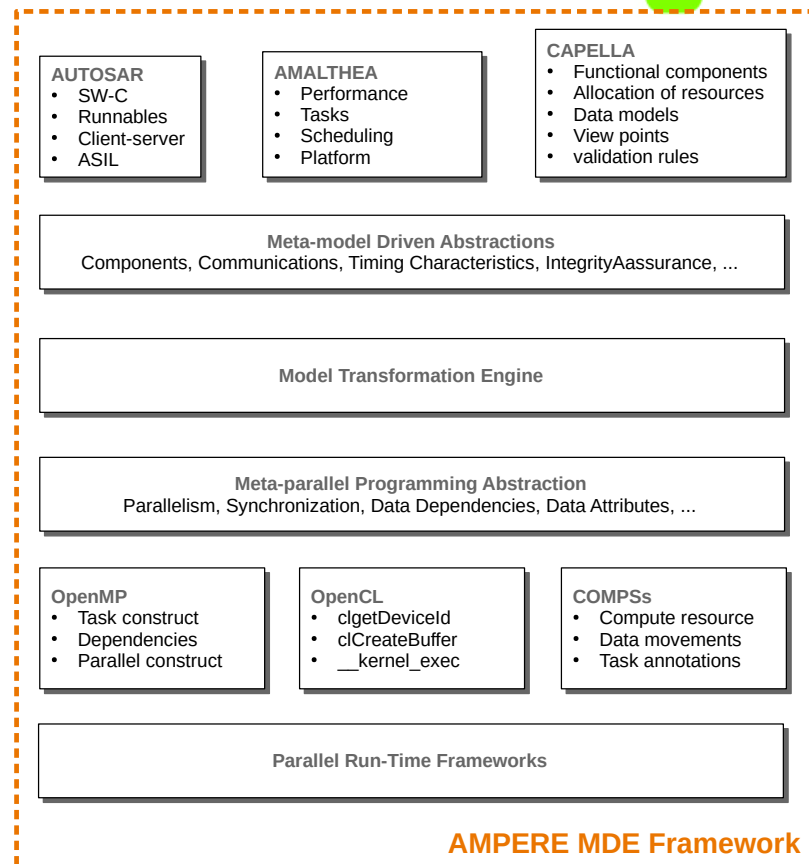 AUTOSAR
• SW-C
• Runnables
• Client-server
• ASIL
AMALTHEA
• Performance
• Tasks
• Scheduling
• Platform
CAPELLA
• Functional components
• Allocation of resources
• Data models
• View points
• validation rules
Meta-model Driven Abstractions
Components, Communications, Timing Characteristics, IntegrityAassurance, ...
Model Transformation Engine
Meta-parallel Programming Abstraction
Parallelism, Synchronization, Data Dependencies, Data Attributes, ...
OpenMP
• Task construct
• Dependencies
• Parallel construct
OpenCL
• clgetDeviceId
• clCreateBuffer
• __kernel_exec
COMPSs
• Compute resource
• Data movements
• Task annotations
Parallel Run-Time Frameworks
AMPERE MDE Framework